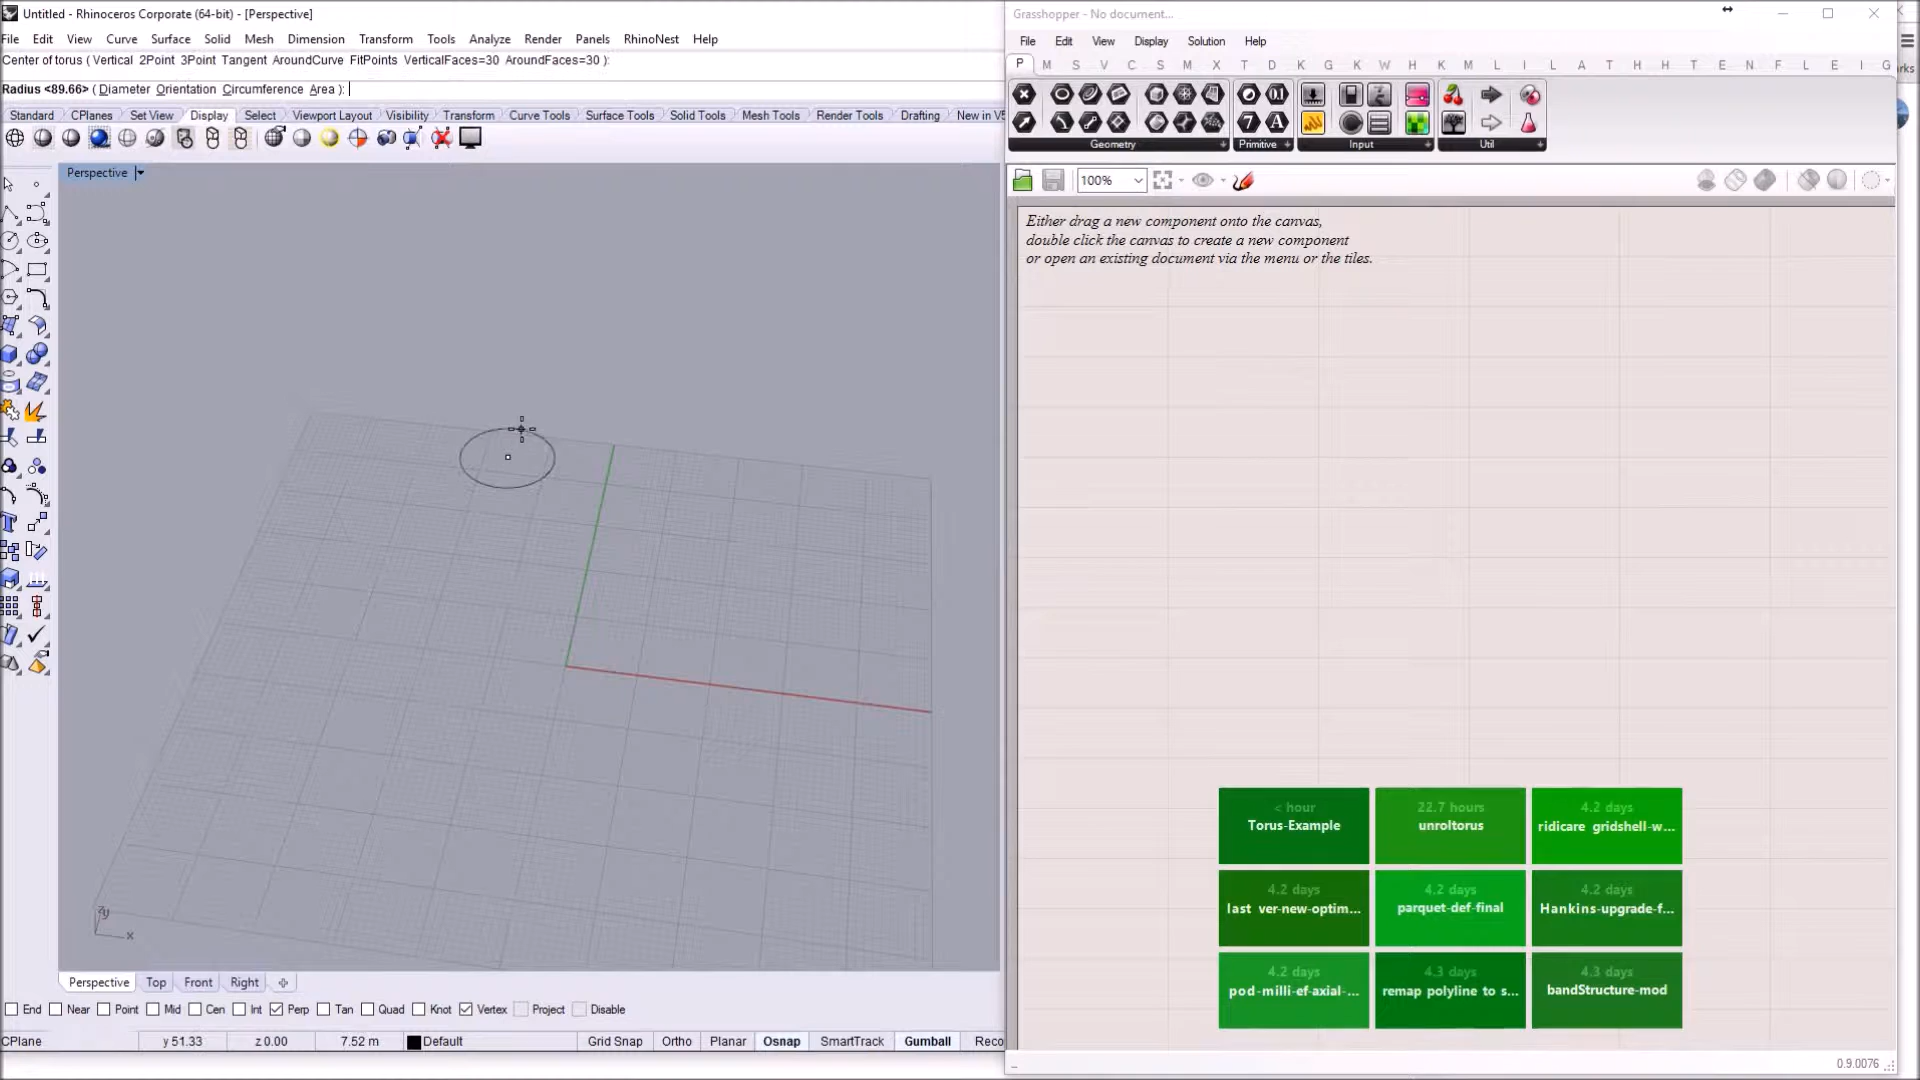 Untitled - Rhinoceros Corporate (64-bit) - [Perspective]
File Edit View Curve Surface Solid Mesh Dimension Transform Tools Analyze Render Panels RhinoNest Help
Center of torus ( Vertical 2Point 3Point Tangent AroundCurve FitPoints VerticalFaces=30 AroundFaces=30 ):
Radius <89.66> ( Diameter Orientation Circumference Area ):
Standard CPlanes Set View Display Select Viewport Layout Visibility Transform Curve Tools Surface Tools Solid Tools Mesh Tools Render Tools Drafting New in V5
Perspective
zy
x
Perspective Top Front Right
End Near Point Mid Cen Int Perp Tan Quad Knot Vertex Project Disable
CPlane y 51.33 z 0.00 7.52 m Default Grid Snap Ortho Planar Osnap SmartTrack Gumball Reco
Grasshopper - No document...
File Edit View Display Solution Help
P M S V C S M X T D K G K W H K M L I L A T H H T E N V F L E I G
Geometry Primitive Input Util
100%
Either drag a new component onto the canvas,
double click the canvas to create a new component
or open an existing document via the menu or the tiles.
< hour
Torus-Example
22.7 hours
unroltorus
4.2 days
ridicare gridshell-w...
4.2 days
last ver-new-optim...
4.2 days
parquet-def-final
4.2 days
Hankins-upgrade-f...
4.2 days
pod-milli-ef-axial-...
4.3 days
remap polyline to s...
4.3 days
bandStructure-mod
0.9.0076
rks